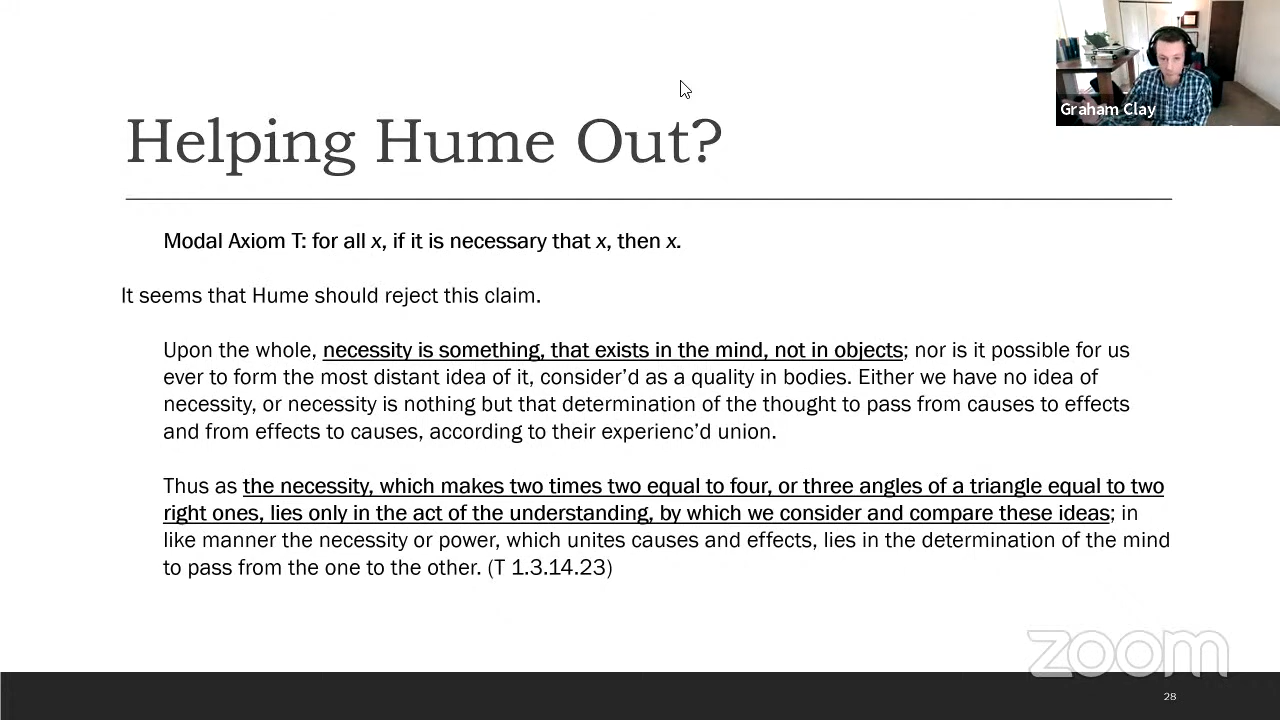 Graham Clay
Helping Hume Out?
Modal Axiom T: for all x, if it is necessary that x, then x.
It seems that Hume should reject this claim.
Upon the whole, necessity is something, that exists in the mind, not in objects; nor is it possible for us
ever to form the most distant idea of it, consider’d as a quality in bodies. Either we have no idea of
necessity, or necessity is nothing but that determination of the thought to pass from causes to effects
and from effects to causes, according to their experienc’d union.
Thus as the necessity, which makes two times two equal to four, or three angles of a triangle equal to two
right ones, lies only in the act of the understanding, by which we consider and compare these ideas; in
like manner the necessity or power, which unites causes and effects, lies in the determination of the mind
to pass from the one to the other. (T 1.3.14.23)
zoom
28